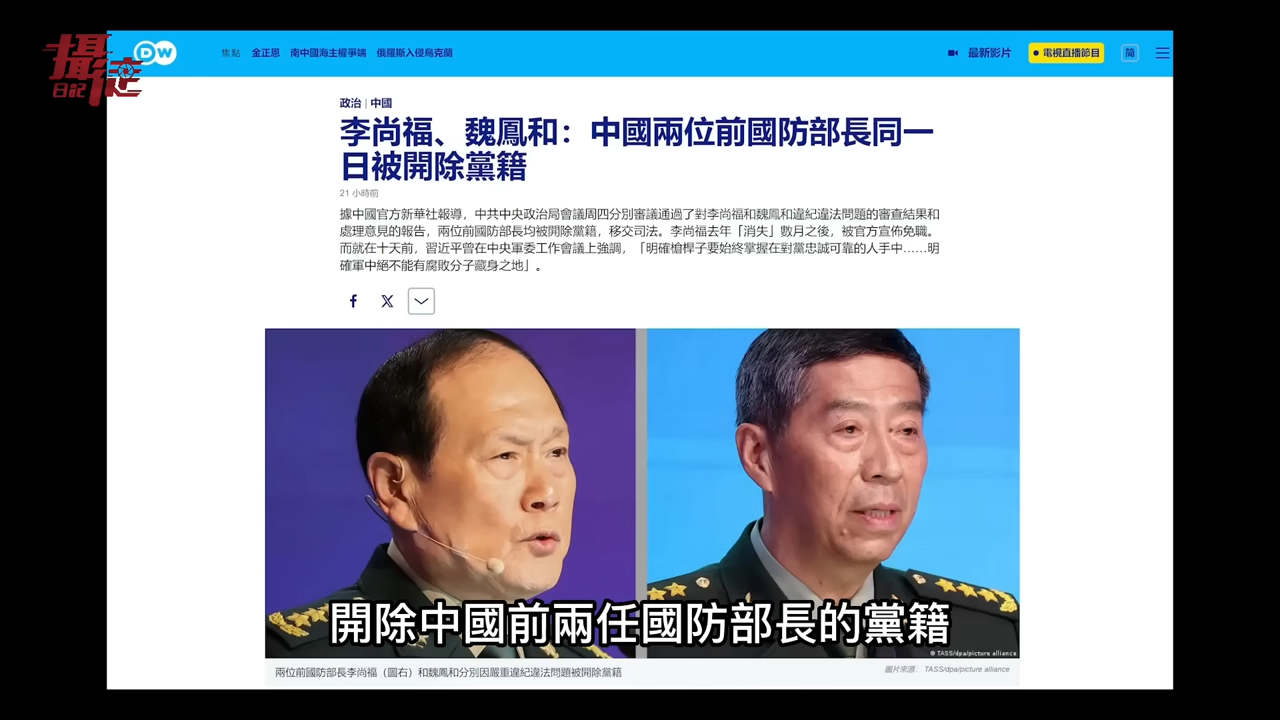 攝徒日記
DW
焦點 金正恩 南中國海主權爭端 俄羅斯入侵烏克蘭 最新影片 電視直播節目 简
政治 | 中國
李尚福、魏鳳和：中國兩位前國防部長同一
日被開除黨籍
21 小時前
據中國官方新華社報導，中共中央政治局會議周四分別審議通過了對李尚福和魏鳳和違紀違法問題的審查結果和
處理意見的報告，兩位前國防部長均被開除黨籍，移交司法。李尚福去年「消失」數月之後，被官方宣佈免職。
而就在十天前，習近平曾在中央軍委工作會議上強調，「明確槍桿子要始終掌握在對黨忠誠可靠的人手中……明
確軍中絕不能有腐敗分子藏身之地」。
開除中國前兩任國防部長的黨籍
© TASS/dpa/picture alliance
兩位前國防部長李尚福（圖右）和魏鳳和分別因嚴重違紀違法問題被開除黨籍
圖片來源： TASS/dpa/picture alliance